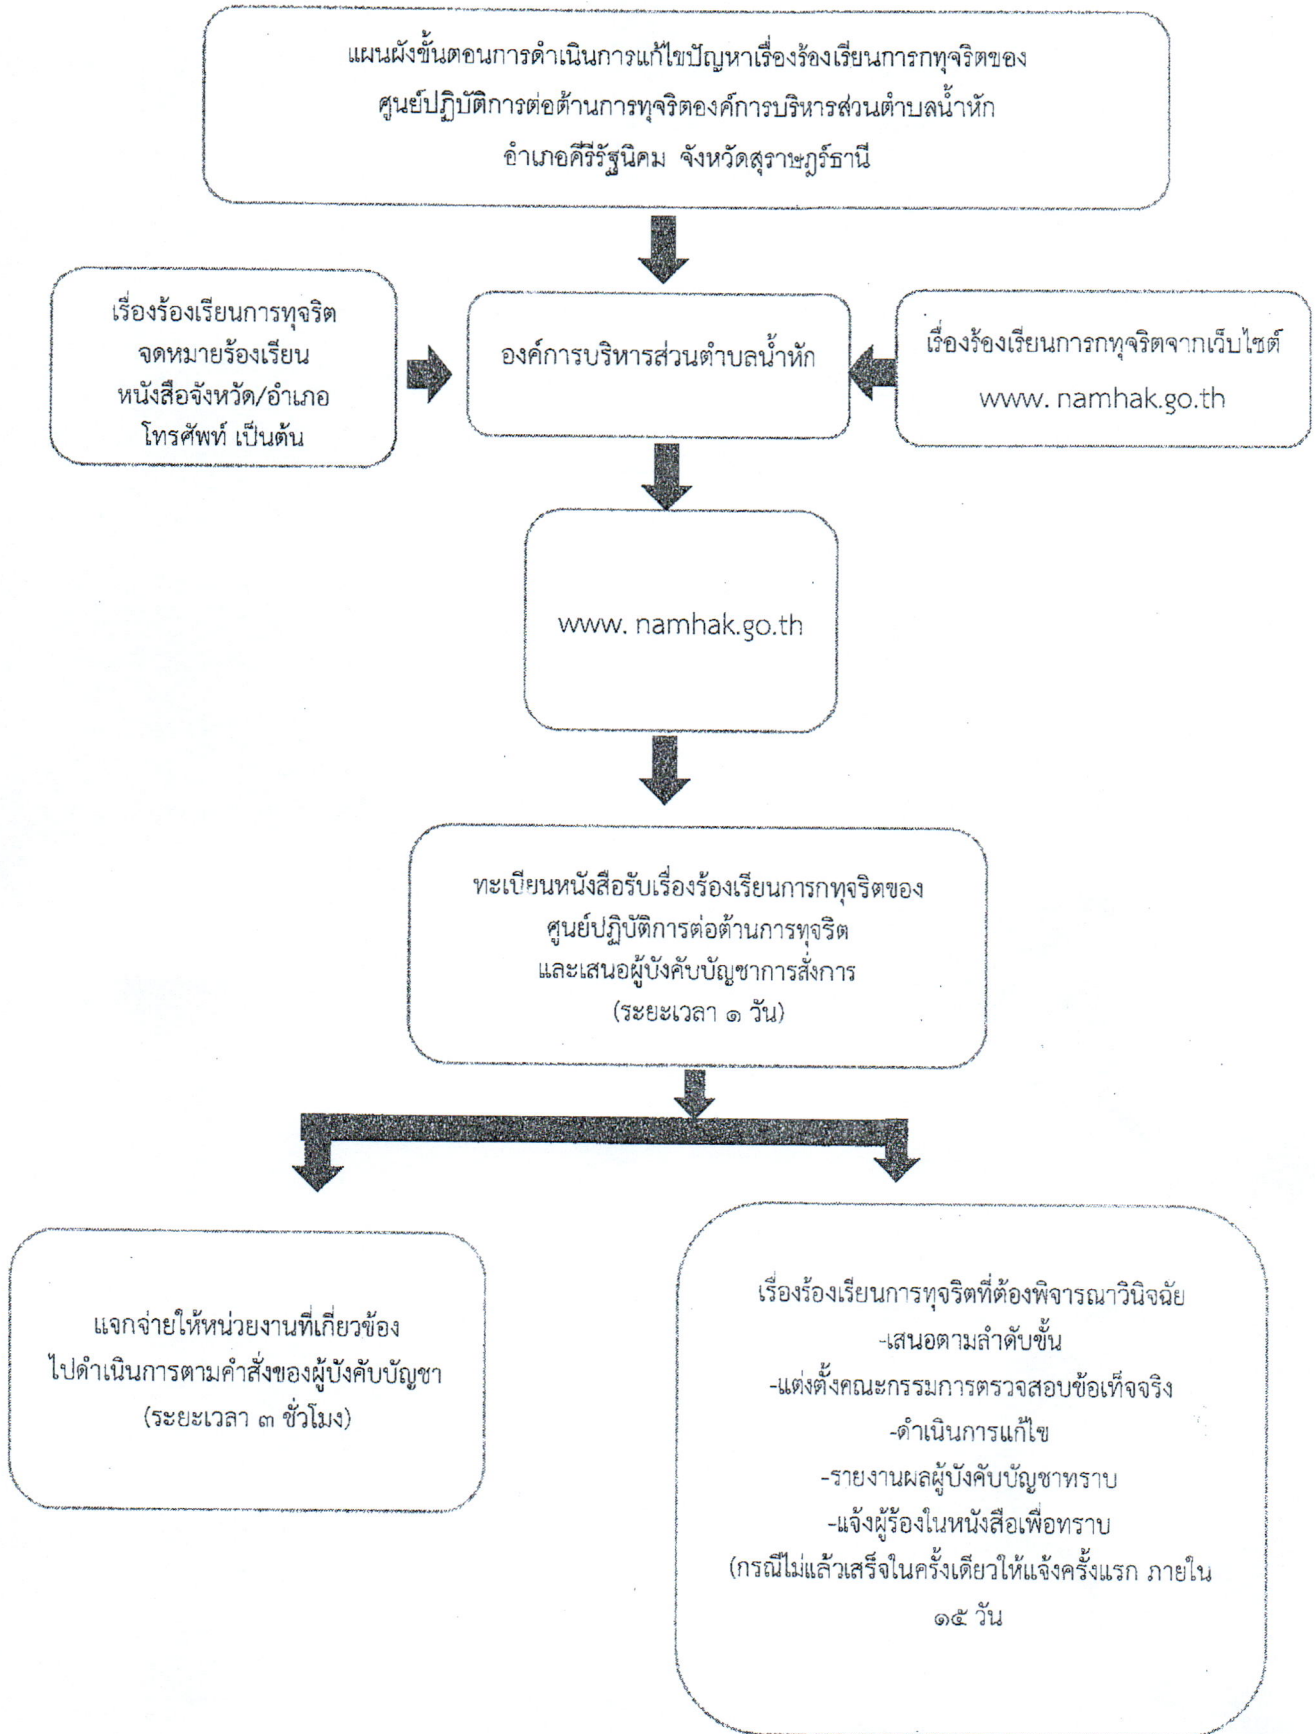 แผนผังขั้นตอนการดำเนินการแก้ไขปัญหาเรื่องร้องเรียนการกทุจริตของ
ศูนย์ปฏิบัติการต่อต้านการทุจริตองค์การบริหารส่วนตำบลน้ำหัก
อำเภอคีรีรัฐนิคม จังหวัดสุราษฎร์ธานี
เรื่องร้องเรียนการทุจริต
จดหมายร้องเรียน
หนังสือจังหวัด/อำเภอ
โทรศัพท์ เป็นต้น
องค์การบริหารส่วนตำบลน้ำหัก
เรื่องร้องเรียนการกทุจริตจากเว็บไซต์
www. namhak.go.th
www. namhak.go.th
ทะเบียนหนังสือรับเรื่องร้องเรียนการกทุจริตของ
ศูนย์ปฏิบัติการต่อต้านการทุจริต
และเสนอผู้บังคับบัญชาการสั่งการ
(ระยะเวลา ๑ วัน)
แจกจ่ายให้หน่วยงานที่เกี่ยวข้อง
ไปดำเนินการตามคำสั่งของผู้บังคับบัญชา
(ระยะเวลา ๓ ชั่วโมง)
เรื่องร้องเรียนการทุจริตที่ต้องพิจารณาวินิจฉัย
-เสนอตามลำดับขั้น
-แต่งตั้งคณะกรรมการตรวจสอบข้อเท็จจริง
-ดำเนินการแก้ไข
-รายงานผลผู้บังคับบัญชาทราบ
-แจ้งผู้ร้องในหนังสือเพื่อทราบ
(กรณีไม่แล้วเสร็จในครั้งเดียวให้แจ้งครั้งแรก ภายใน
๑๕ วัน